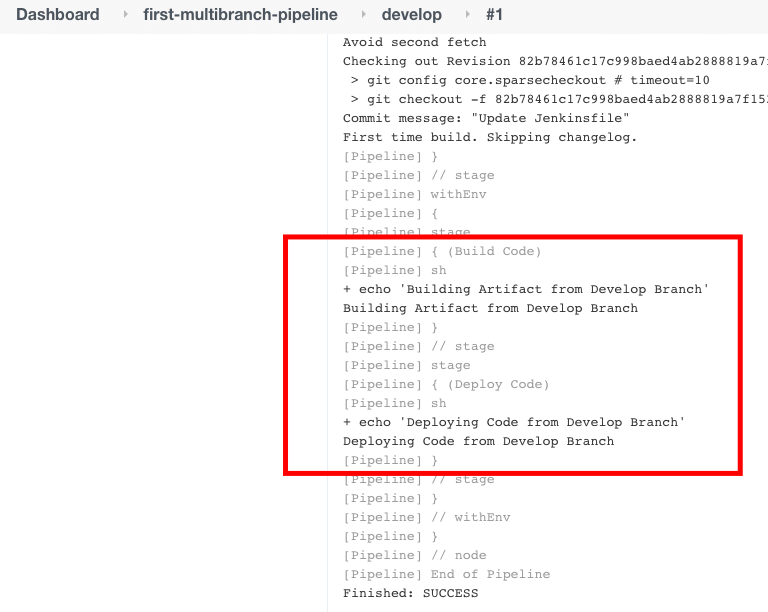 Dashboard first-multibranch-pipeline develop #1
Avoid second fetch
Checking out Revision 82b78461c17c998baed4ab2888819a7
 > git config core.sparsecheckout # timeout=10
 > git checkout -f 82b78461c17c998baed4ab2888819a7f15
Commit message: "Update Jenkinsfile"
First time build. Skipping changelog.
[Pipeline] }
[Pipeline] // stage
[Pipeline] withEnv
[Pipeline] {
[Pipeline] stage
[Pipeline] { (Build Code)
[Pipeline] sh
+ echo 'Building Artifact from Develop Branch'
Building Artifact from Develop Branch
[Pipeline] }
[Pipeline] // stage
[Pipeline] stage
[Pipeline] { (Deploy Code)
[Pipeline] sh
+ echo 'Deploying Code from Develop Branch'
Deploying Code from Develop Branch
[Pipeline] }
[Pipeline] // stage
[Pipeline] }
[Pipeline] // withEnv
[Pipeline] }
[Pipeline] // node
[Pipeline] End of Pipeline
Finished: SUCCESS